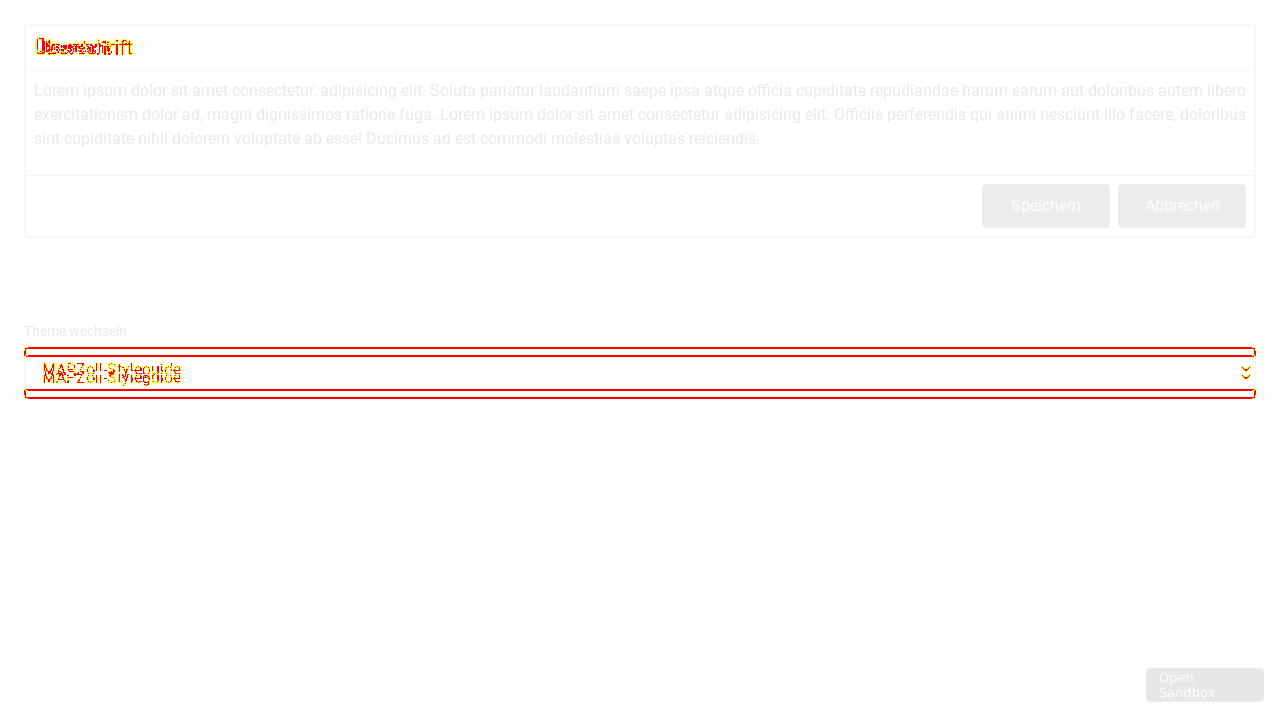 Überschrift
Lorem ipsum dolor sit amet consectetur, adipisicing elit. Soluta pariatur laudantium saepe ipsa atque officia cupiditate repudiandae harum earum aut doloribus autem libero
exercitationem dolor ad, magni dignissimos ratione fuga. Lorem ipsum dolor sit amet consectetur adipisicing elit. Officiis perferendis qui animi nesciunt illo facere, doloribus
sint cupiditate nihil dolorem voluptate ab esse! Ducimus ad est commodi molestias voluptas reiciendis.
Speichern Abbrechen
Theme wechseln
MAPZoll-Styleguide
MAPZoll-Styleguide
Open
Sandbox